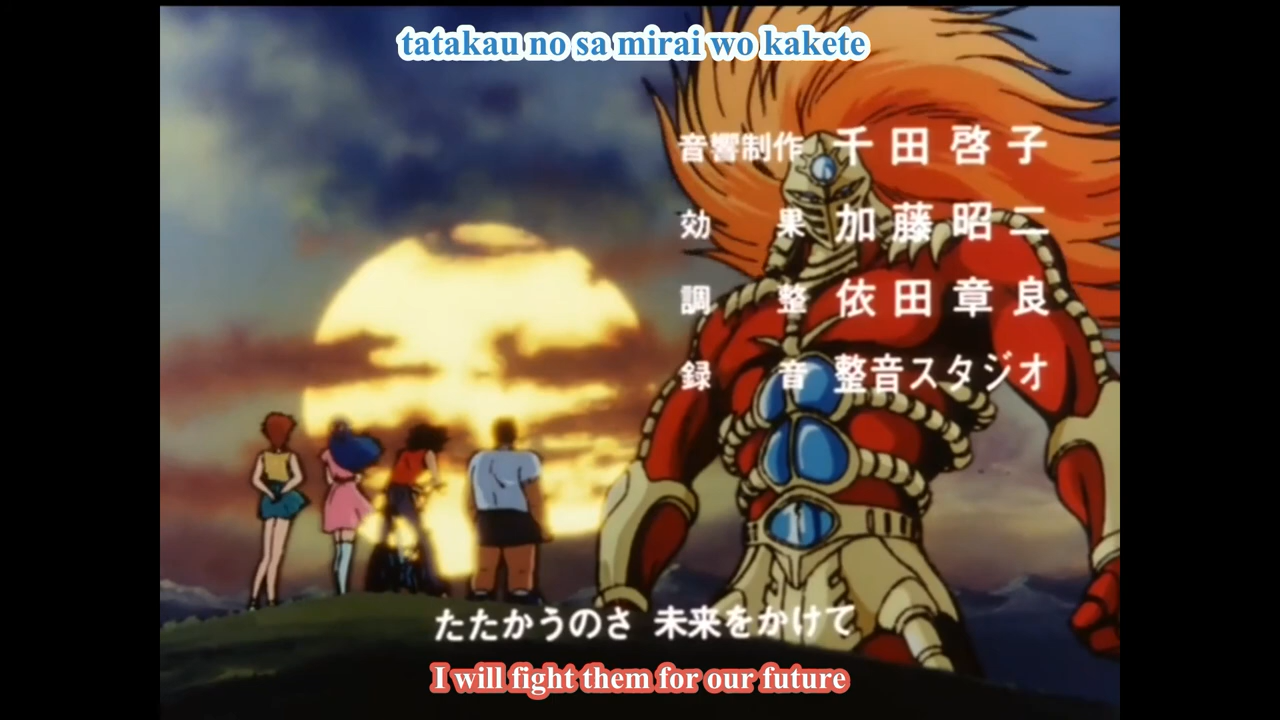 tatakau no sa mirai wo kakete
音響制作 千田啓子
効果 加藤昭二
調整 依田章良
録音 整音スタジオ
たたかうのさ 未来をかけて
I will fight them for our future